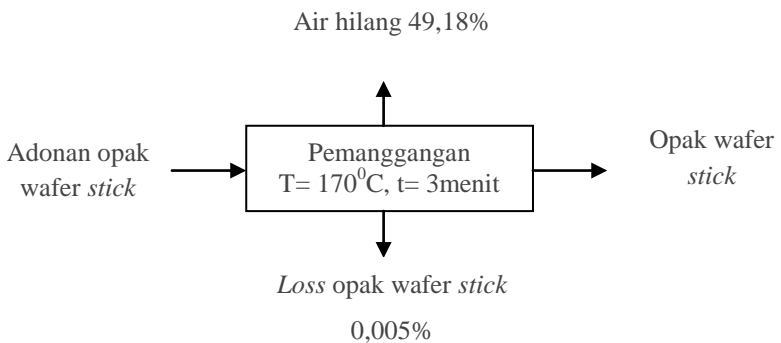 Air hilang 49,18%
Adonan opak
wafer stick
Pemanggangan
T= 170⁰C, t= 3menit
Opak wafer
stick
Loss opak wafer stick
0,005%